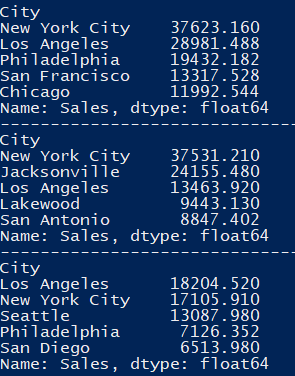 City
New York City     37623.160
Los Angeles       28981.488
Philadelphia      19432.182
San Francisco     13317.528
Chicago           11992.544
Name: Sales, dtype: float64
------------------------------
City
New York City     37531.210
Jacksonville      24155.480
Los Angeles       13463.920
Lakewood           9443.130
San Antonio        8847.402
Name: Sales, dtype: float64
------------------------------
City
Los Angeles       18204.520
New York City     17105.910
Seattle           13087.980
Philadelphia       7126.352
San Diego          6513.980
Name: Sales, dtype: float64